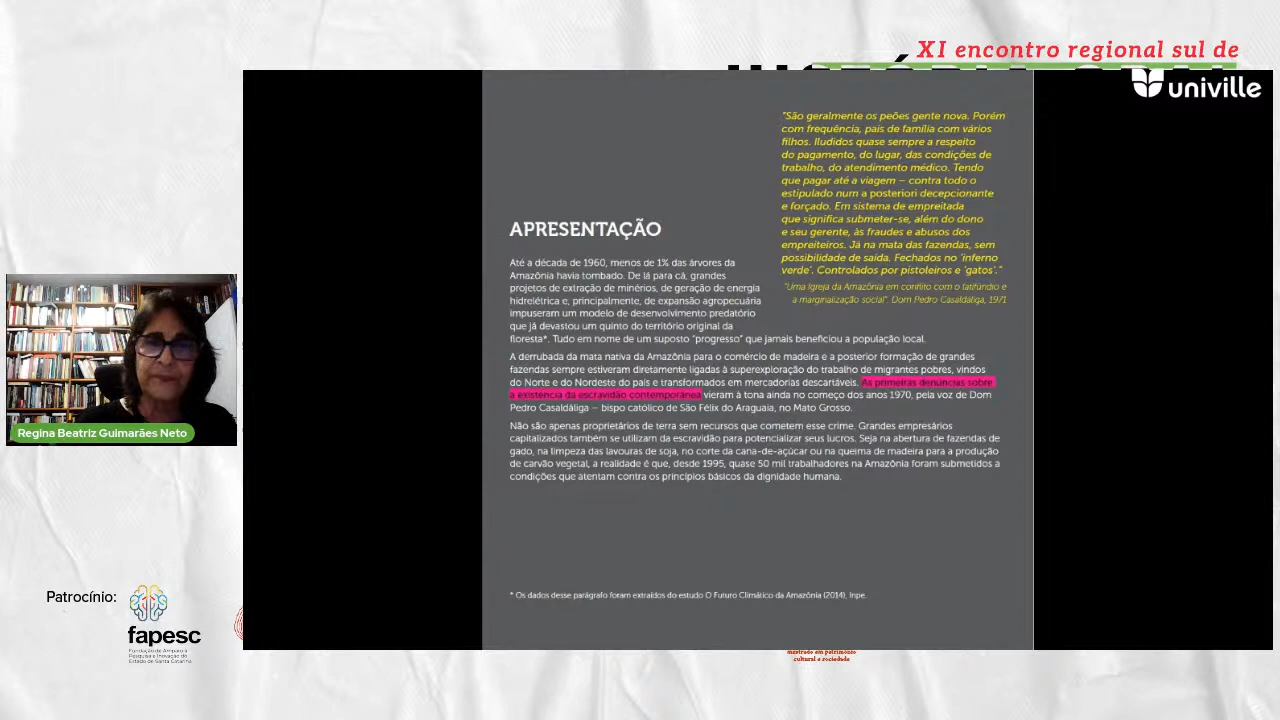 XI encontro regional sul de
univille
"São geralmente os peões gente nova. Porém
com frequência, pais de família com vários
filhos. Iludidos quase sempre a respeito
do pagamento, do lugar, das condições de
trabalho, do atendimento médico. Tendo
que pagar até a viagem – contra todo o
estipulado num a posteriori decepcionante
e forçado. Em sistema de empreitada
que significa submeter-se, além do dono
e seu gerente, às fraudes e abusos dos
empreiteiros. Já na mata das fazendas, sem
possibilidade de saída. Fechados no 'inferno
verde'. Controlados por pistoleiros e 'gatos'."
"Uma Igreja da Amazônia em conflito com o latifúndio e
a marginalização social". Dom Pedro Casaldáliga, 1971
APRESENTAÇÃO
Até a década de 1960, menos de 1% das árvores da
Amazônia havia tombado. De lá para cá, grandes
projetos de extração de minérios, de geração de energia
hidrelétrica e, principalmente, de expansão agropecuária
impuseram um modelo de desenvolvimento predatório
que já devastou um quinto do território original da
floresta*. Tudo em nome de um suposto "progresso" que jamais beneficiou a população local.
A derrubada da mata nativa da Amazônia para o comércio de madeira e a posterior formação de grandes
fazendas sempre estiveram diretamente ligadas à superexploração do trabalho de migrantes pobres, vindos
do Norte e do Nordeste do país e transformados em mercadorias descartáveis. As primeiras denúncias sobre
a existência da escravidão contemporânea vieram à tona ainda no começo dos anos 1970, pela voz de Dom
Pedro Casaldáliga – bispo católico de São Félix do Araguaia, no Mato Grosso.
Não são apenas proprietários de terra sem recursos que cometem esse crime. Grandes empresários
capitalizados também se utilizam da escravidão para potencializar seus lucros. Seja na abertura de fazendas de
gado, na limpeza das lavouras de soja, no corte da cana-de-açúcar ou na queima de madeira para a produção
de carvão vegetal, a realidade é que, desde 1995, quase 50 mil trabalhadores na Amazônia foram submetidos a
condições que atentam contra os princípios básicos da dignidade humana.
* Os dados desse parágrafo foram extraídos do estudo O Futuro Climático da Amazônia (2014), Inpe.
Regina Beatriz Guimarães Neto
Patrocínio:
fapesc
Fundação de Amparo à
Pesquisa e Inovação do
Estado de Santa Catarina
mestrado em patrimônio
cultural e sociedade